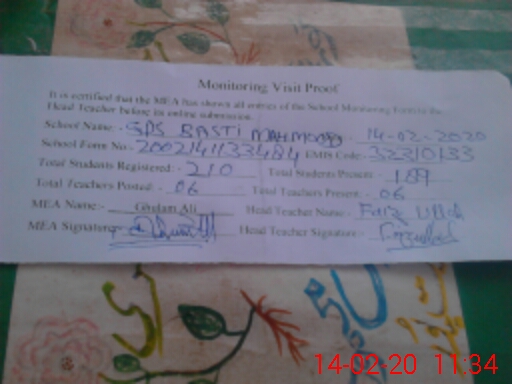 Monitoring Visit Proof
It is certified that the MEA has shown all entries of the School Monitoring Form to the
Head Teacher before its online submission.
School Name:- GPS BASTI MAHMOOD 14-02-2020
School Form No:- EMIS Code:- 32310133
Total Students Registered:- 210 Total Students Present:- 189
Total Teachers Posted:- 06 Total Teachers Present:- 06
MEA Name:- Ghulam Ali Head Teacher Name:- Faiz Ullah
MEA Signature:- Head Teacher Signature:-
14-02-20 11:34